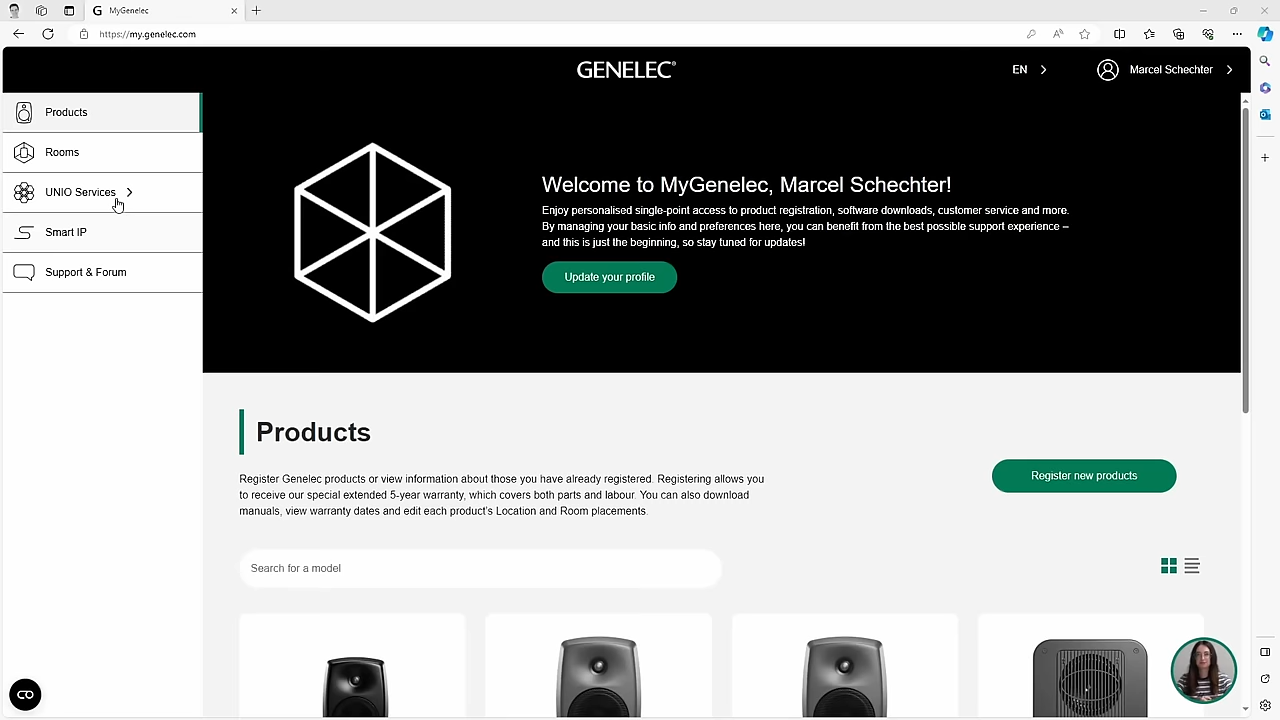 MyGenelec
https://my.genelec.com
GENELEC®
EN
Marcel Schechter
Products
Rooms
UNIO Services
Smart IP
Support & Forum
Welcome to MyGenelec, Marcel Schechter!
Enjoy personalised single-point access to product registration, software downloads, customer service and more.
By managing your basic info and preferences here, you can benefit from the best possible support experience –
and this is just the beginning, so stay tuned for updates!
Update your profile
Products
Register Genelec products or view information about those you have already registered. Registering allows you
to receive our special extended 5-year warranty, which covers both parts and labour. You can also download
manuals, view warranty dates and edit each product's Location and Room placements.
Register new products
Search for a model